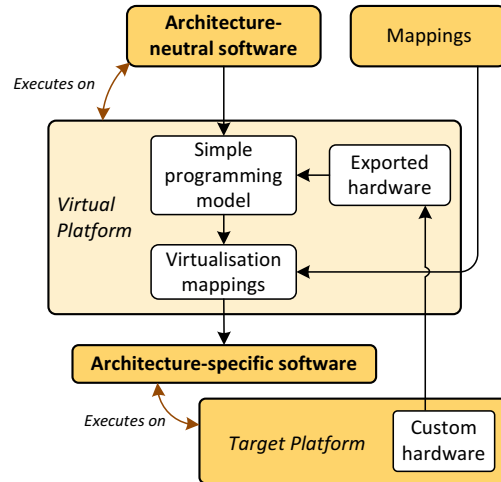 Architecture-
neutral software
Mappings
Executes on
Simple
programming
model
Exported
hardware
Virtual
Platform
Virtualisation
mappings
Architecture-specific software
Executes on
Target Platform
Custom
hardware